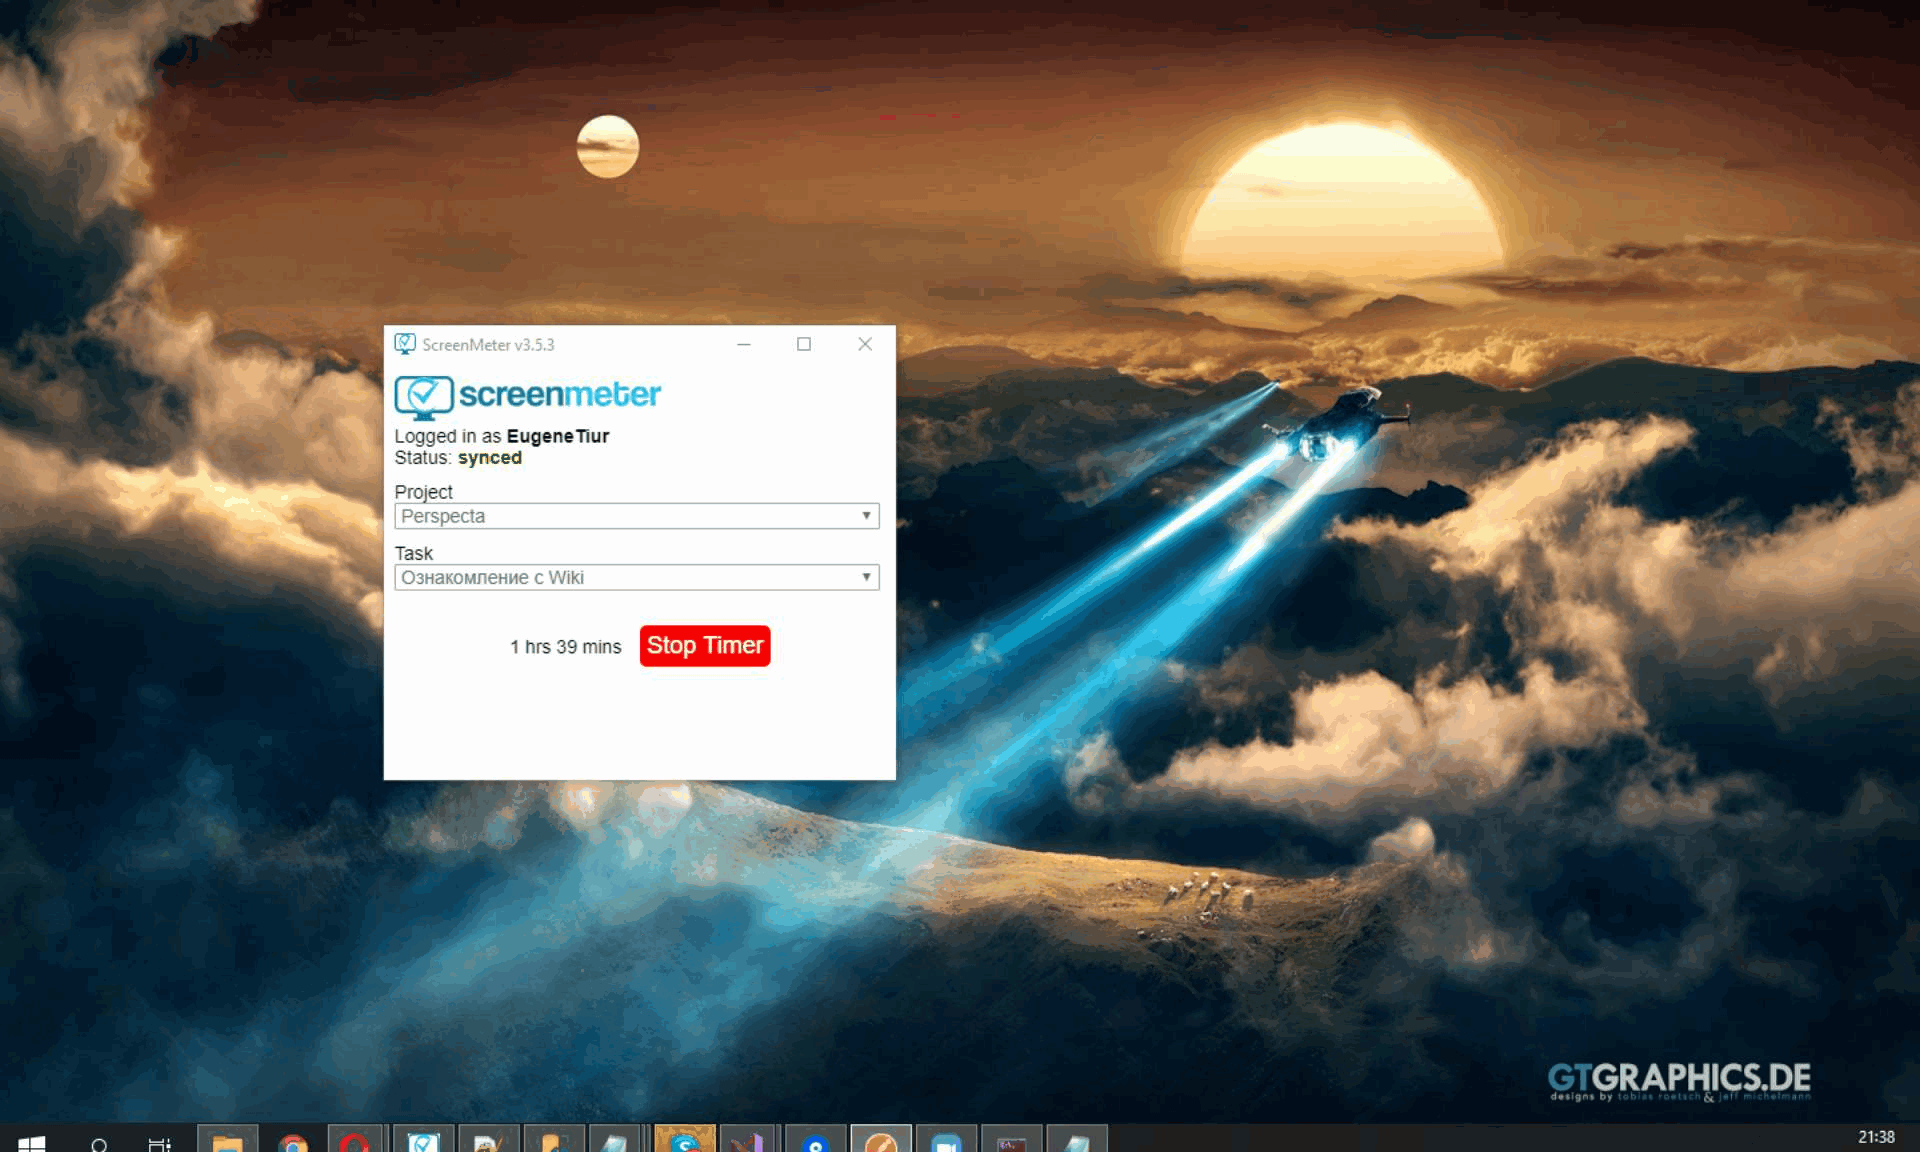 ScreenMeter v3.5.3
screenmeter
Logged in as EugeneTiur
Status: synced
Project
Perspecta
Task
Ознакомление с Wiki
1 hrs 39 mins
Stop Timer
GTGRAPHICS.DE
designs by tobias roetsch & jeff michelmann
21:38